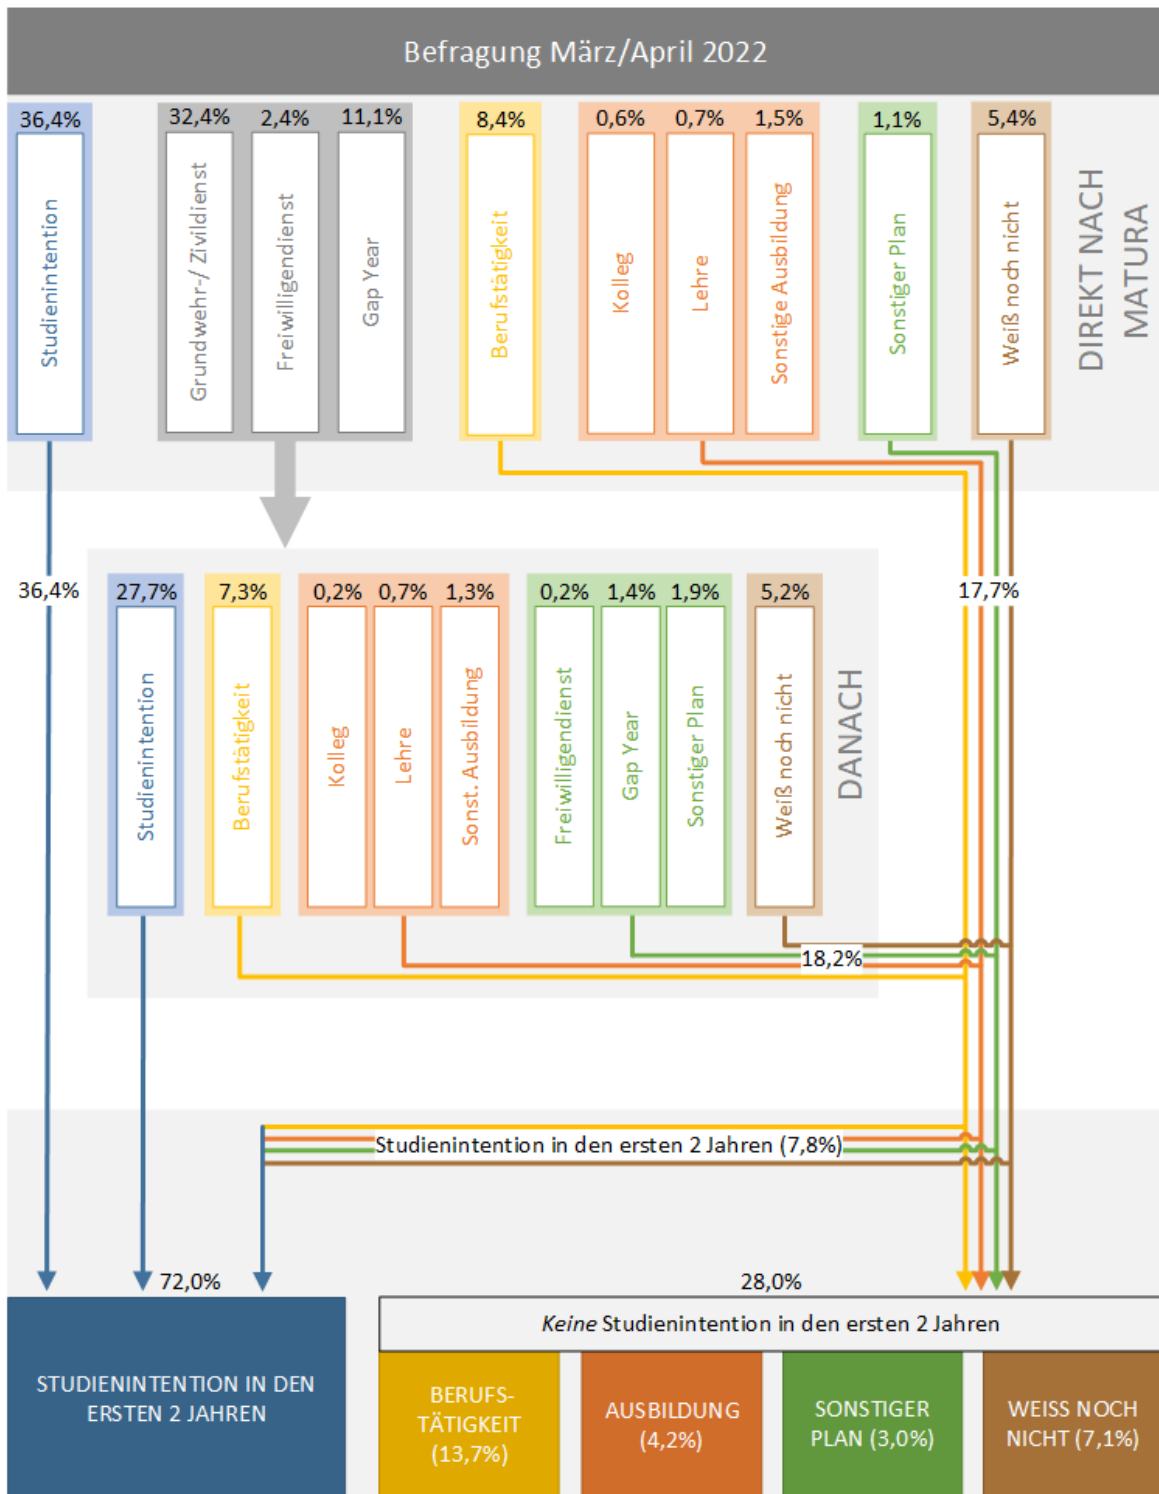 Befragung März/April 2022
36,4%
32,4%
2,4%
11,1%
8,4%
0,6%
0,7%
1,5%
1,1%
5,4%
Studienintention
Grundwehr-/ Zivildienst
Freiwilligendienst
Gap Year
Berufstätigkeit
Kolleg
Lehre
Sonstige Ausbildung
Sonstiger Plan
Weiß noch nicht
DIREKT NACH
MATURA
36,4%
17,7%
27,7%
7,3%
0,2%
0,7%
1,3%
0,2%
1,4%
1,9%
5,2%
Studienintention
Berufstätigkeit
Kolleg
Lehre
Sonst. Ausbildung
Freiwilligendienst
Gap Year
Sonstiger Plan
Weiß noch nicht
DANACH
18,2%
Studienintention in den ersten 2 Jahren (7,8%)
72,0%
28,0%
Keine Studienintention in den ersten 2 Jahren
STUDIENINTENTION IN DEN
ERSTEN 2 JAHREN
BERUFS-
TÄTIGKEIT
(13,7%)
AUSBILDUNG
(4,2%)
SONSTIGER
PLAN (3,0%)
WEISS NOCH
NICHT (7,1%)